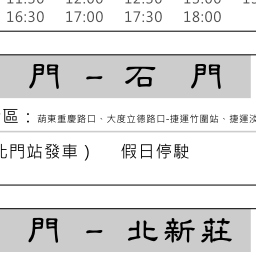 16:30 17:00 17:30 18:00
門 – 石 門
區：葫東重慶路口、大度立德路口-捷運竹圍站、捷運
北門站發車） 假日停駛
門 – 北新莊